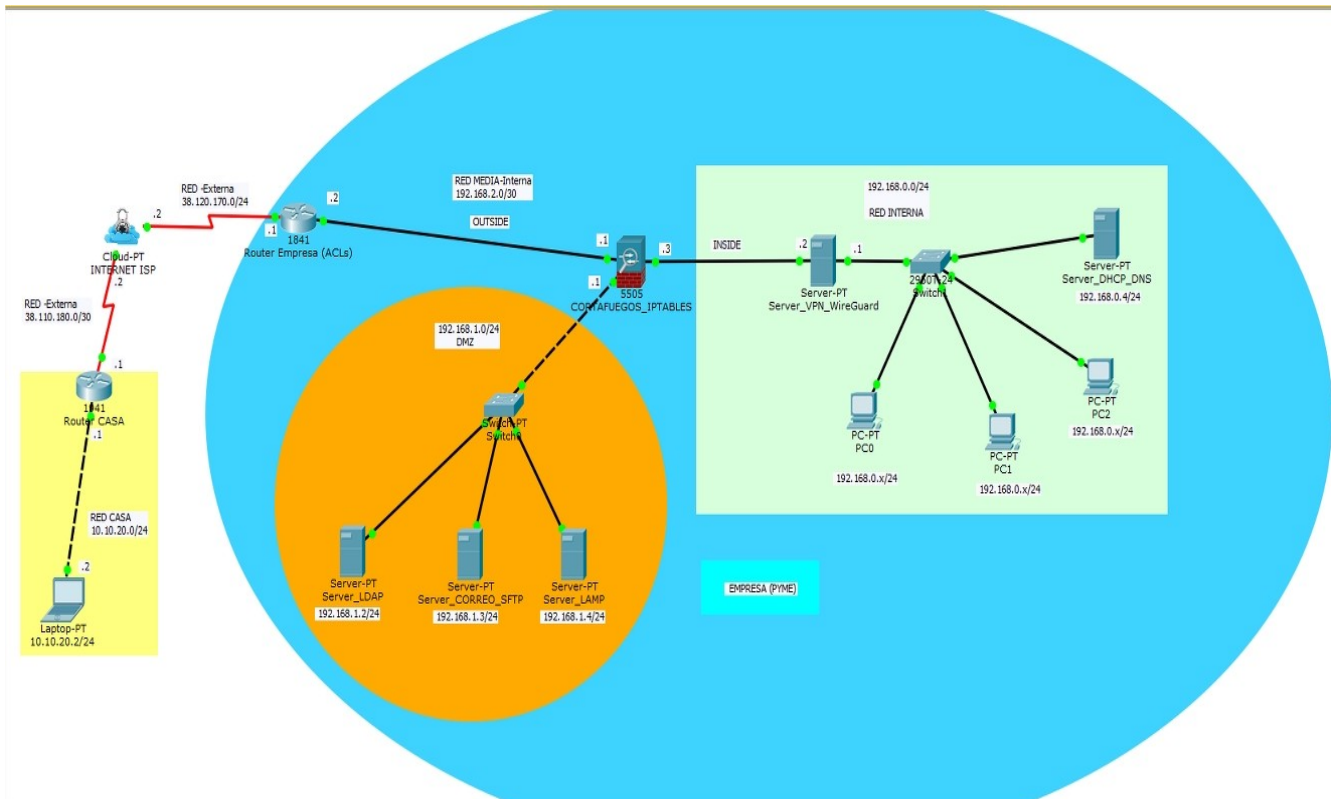 RED -Externa
38.120.170.0/24
.2
.1
Cloud-PT
INTERNET ISP
.2
RED -Externa
38.110.180.0/30
.1
1941
Router CASA
.1
RED CASA
10.10.20.0/24
.2
Laptop-PT
10.10.20.2/24
.2
1841
Router Empresa (ACLs)
RED MEDIA-Interna
192.168.2.0/30
OUTSIDE
.1
.1
.3
5505
CORTAFUEGOS_IPTABLES
INSIDE
192.168.1.0/24
DMZ
Switch-PT
Switch0
Server-PT
Server_LDAP
192.168.1.2/24
Server-PT
Server_CORREO_SFTP
192.168.1.3/24
Server-PT
Server_LAMP
192.168.1.4/24
192.168.0.0/24
RED INTERNA
.2
.1
Server-PT
Server_VPN_WireGuard
2950T-24
Switch1
Server-PT
Server_DHCP_DNS
192.168.0.4/24
PC-PT
PC0
192.168.0.x/24
PC-PT
PC1
192.168.0.x/24
PC-PT
PC2
192.168.0.x/24
EMPRESA (PYME)